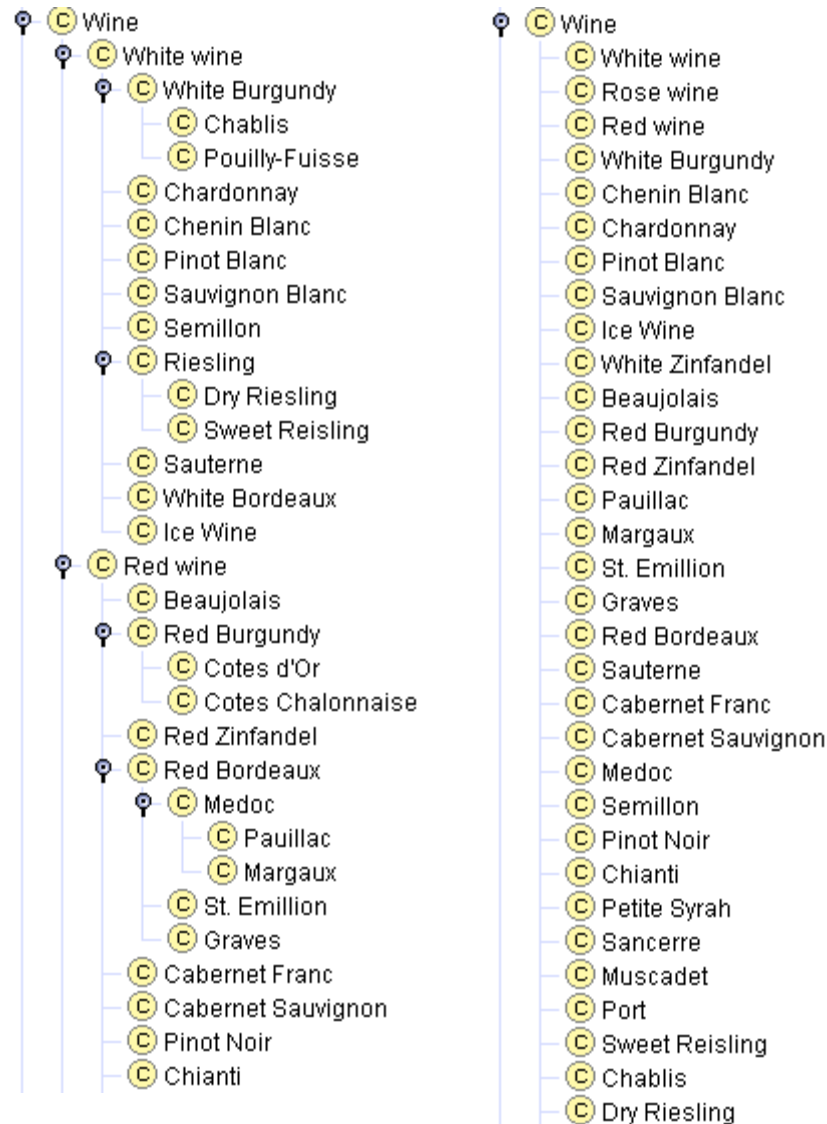 C Wine
C White wine
C White Burgundy
C Chablis
C Pouilly-Fuisse
C Chardonnay
C Chenin Blanc
C Pinot Blanc
C Sauvignon Blanc
C Semillon
C Riesling
C Dry Riesling
C Sweet Reisling
C Sauterne
C White Bordeaux
C Ice Wine
C Red wine
C Beaujolais
C Red Burgundy
C Cotes d'Or
C Cotes Chalonnaise
C Red Zinfandel
C Red Bordeaux
C Medoc
C Pauillac
C Margaux
C St. Emillion
C Graves
C Cabernet Franc
C Cabernet Sauvignon
C Pinot Noir
C Chianti
C Wine
C White wine
C Rose wine
C Red wine
C White Burgundy
C Chenin Blanc
C Chardonnay
C Pinot Blanc
C Sauvignon Blanc
C Ice Wine
C White Zinfandel
C Beaujolais
C Red Burgundy
C Red Zinfandel
C Pauillac
C Margaux
C St. Emillion
C Graves
C Red Bordeaux
C Sauterne
C Cabernet Franc
C Cabernet Sauvignon
C Medoc
C Semillon
C Pinot Noir
C Chianti
C Petite Syrah
C Sancerre
C Muscadet
C Port
C Sweet Reisling
C Chablis
C Dry Riesling